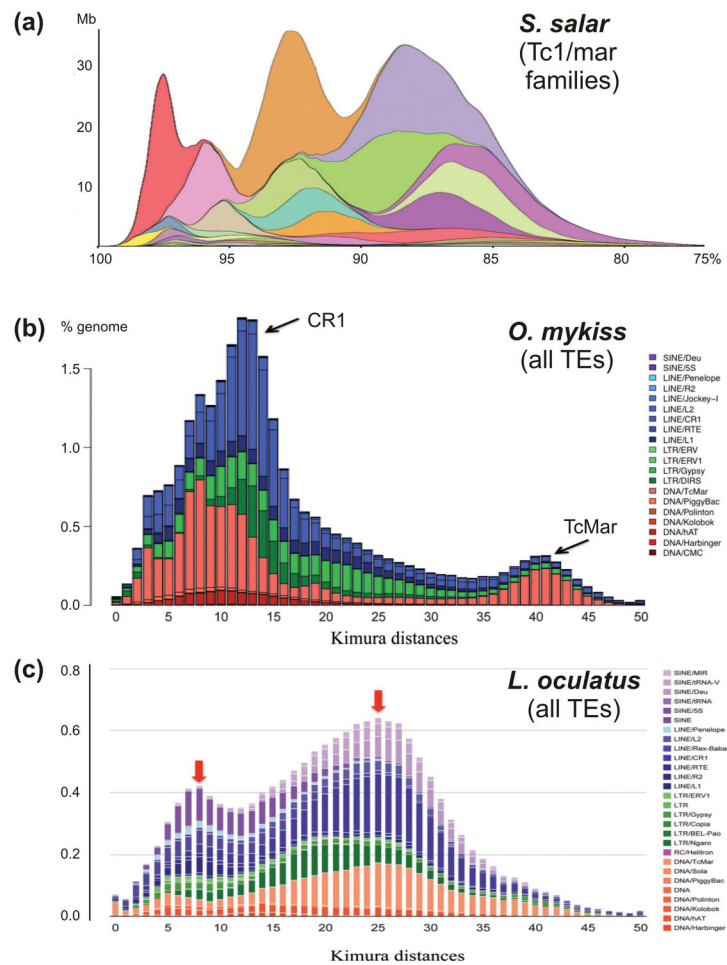 (a)
Mb
S. salar
(Tc1/mar
families)
30
20
10
100 95 90 85 80 75%
(b)
% genome
CR1
O. mykiss
(all TEs)
1.5
1.0
0.5
0.0
TcMar
SINE/Deu
SINE/5S
LINE/Penelope
LINE/R2
LINE/Jockey-I
LINE/L2
LINE/CR1
LINE/RTE
LINE/L1
LTR/ERV
LTR/ERV1
LTR/Gypsy
LTR/DIRS
DNA/TcMar
DNA/PiggyBac
DNA/Polinton
DNA/Kolobok
DNA/hAT
DNA/Harbinger
DNA/CMC
0 5 10 15 20 25 30 35 40 45 50
Kimura distances
(c)
L. oculatus
(all TEs)
0.8
0.6
0.4
0.2
0.0
SINE/MIR
SINE/tRNA-V
SINE/Deu
SINE/tRNA
SINE/5S
SINE
LINE/Penelope
LINE/L2
LINE/Rex-Baba
LINE/CR1
LINE/RTE
LINE/R2
LINE/L1
LTR/ERV1
LTR
LTR/Gypsy
LTR/Copia
LTR/BEL-Pao
LTR/Ngaro
RC/Helitron
DNA/TcMar
DNA/Sola
DNA/PiggyBac
DNA
DNA/Polinton
DNA/Kolobok
DNA/hAT
DNA/Harbinger
0 5 10 15 20 25 30 35 40 45 50
Kimura distances